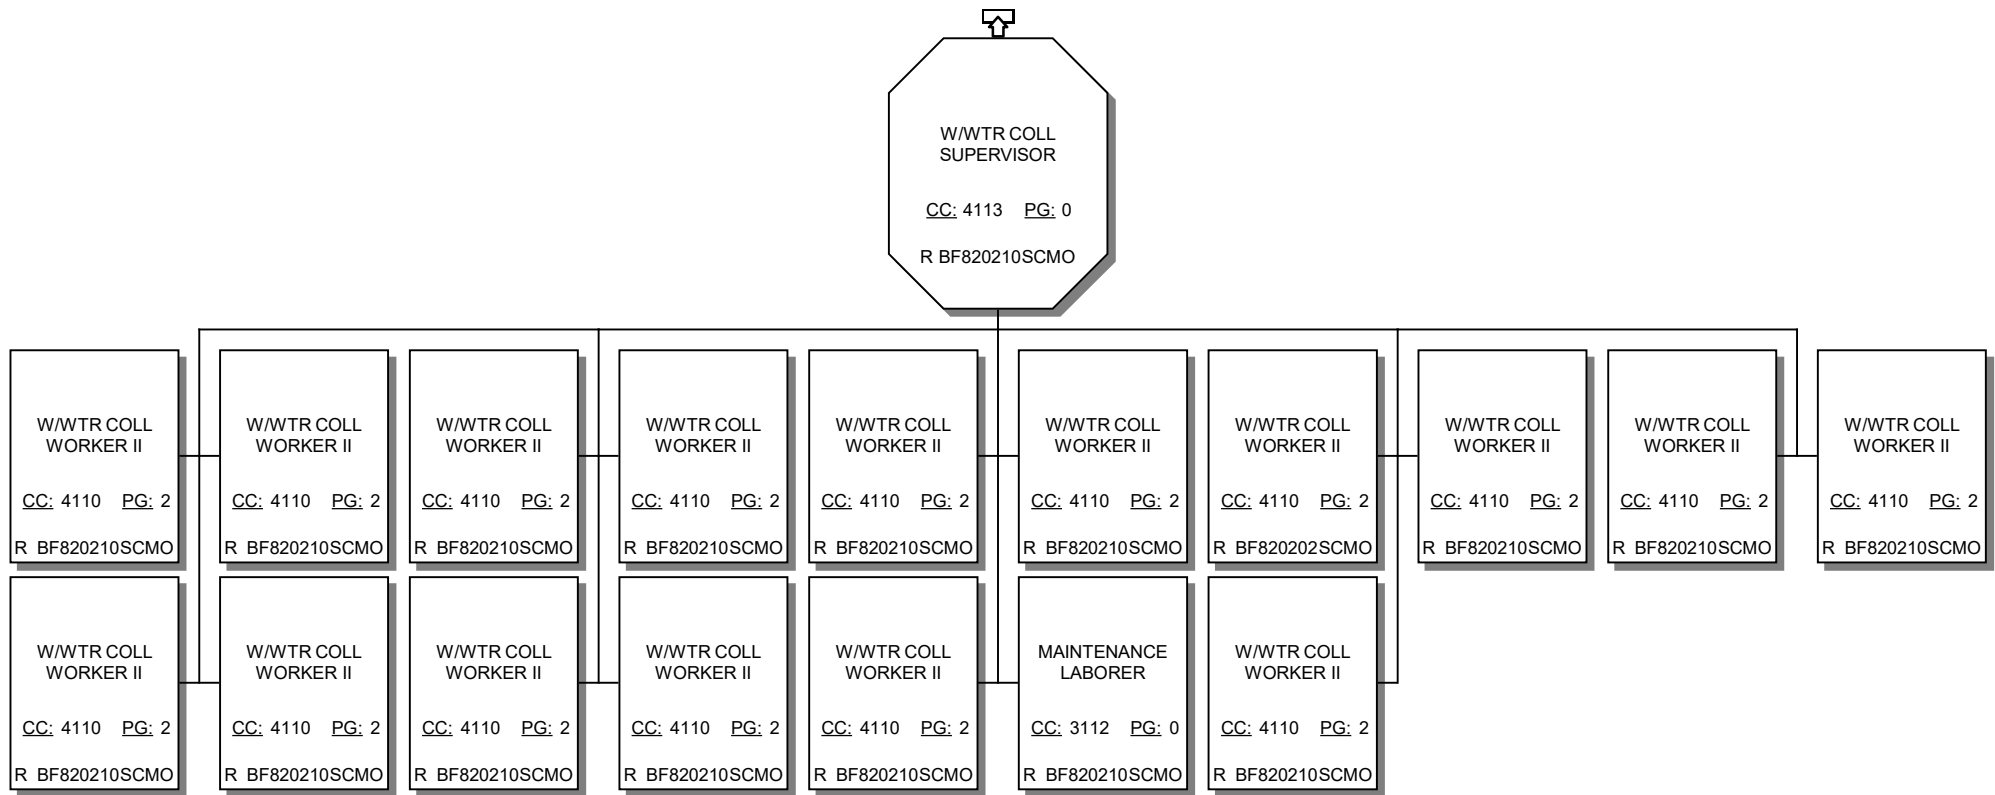 W/WTR COLL
SUPERVISOR
CC: 4113 PG: 0
R BF820210SCMO
W/WTR COLL
WORKER II
CC: 4110 PG: 2
R BF820210SCMO
W/WTR COLL
WORKER II
CC: 4110 PG: 2
R BF820210SCMO
W/WTR COLL
WORKER II
CC: 4110 PG: 2
R BF820210SCMO
W/WTR COLL
WORKER II
CC: 4110 PG: 2
R BF820210SCMO
W/WTR COLL
WORKER II
CC: 4110 PG: 2
R BF820210SCMO
W/WTR COLL
WORKER II
CC: 4110 PG: 2
R BF820210SCMO
W/WTR COLL
WORKER II
CC: 4110 PG: 2
R BF820202SCMO
W/WTR COLL
WORKER II
CC: 4110 PG: 2
R BF820210SCMO
W/WTR COLL
WORKER II
CC: 4110 PG: 2
R BF820210SCMO
W/WTR COLL
WORKER II
CC: 4110 PG: 2
R BF820210SCMO
W/WTR COLL
WORKER II
CC: 4110 PG: 2
R BF820210SCMO
W/WTR COLL
WORKER II
CC: 4110 PG: 2
R BF820210SCMO
W/WTR COLL
WORKER II
CC: 4110 PG: 2
R BF820210SCMO
W/WTR COLL
WORKER II
CC: 4110 PG: 2
R BF820210SCMO
W/WTR COLL
WORKER II
CC: 4110 PG: 2
R BF820210SCMO
MAINTENANCE
LABORER
CC: 3112 PG: 0
R BF820210SCMO
W/WTR COLL
WORKER II
CC: 4110 PG: 2
R BF820210SCMO